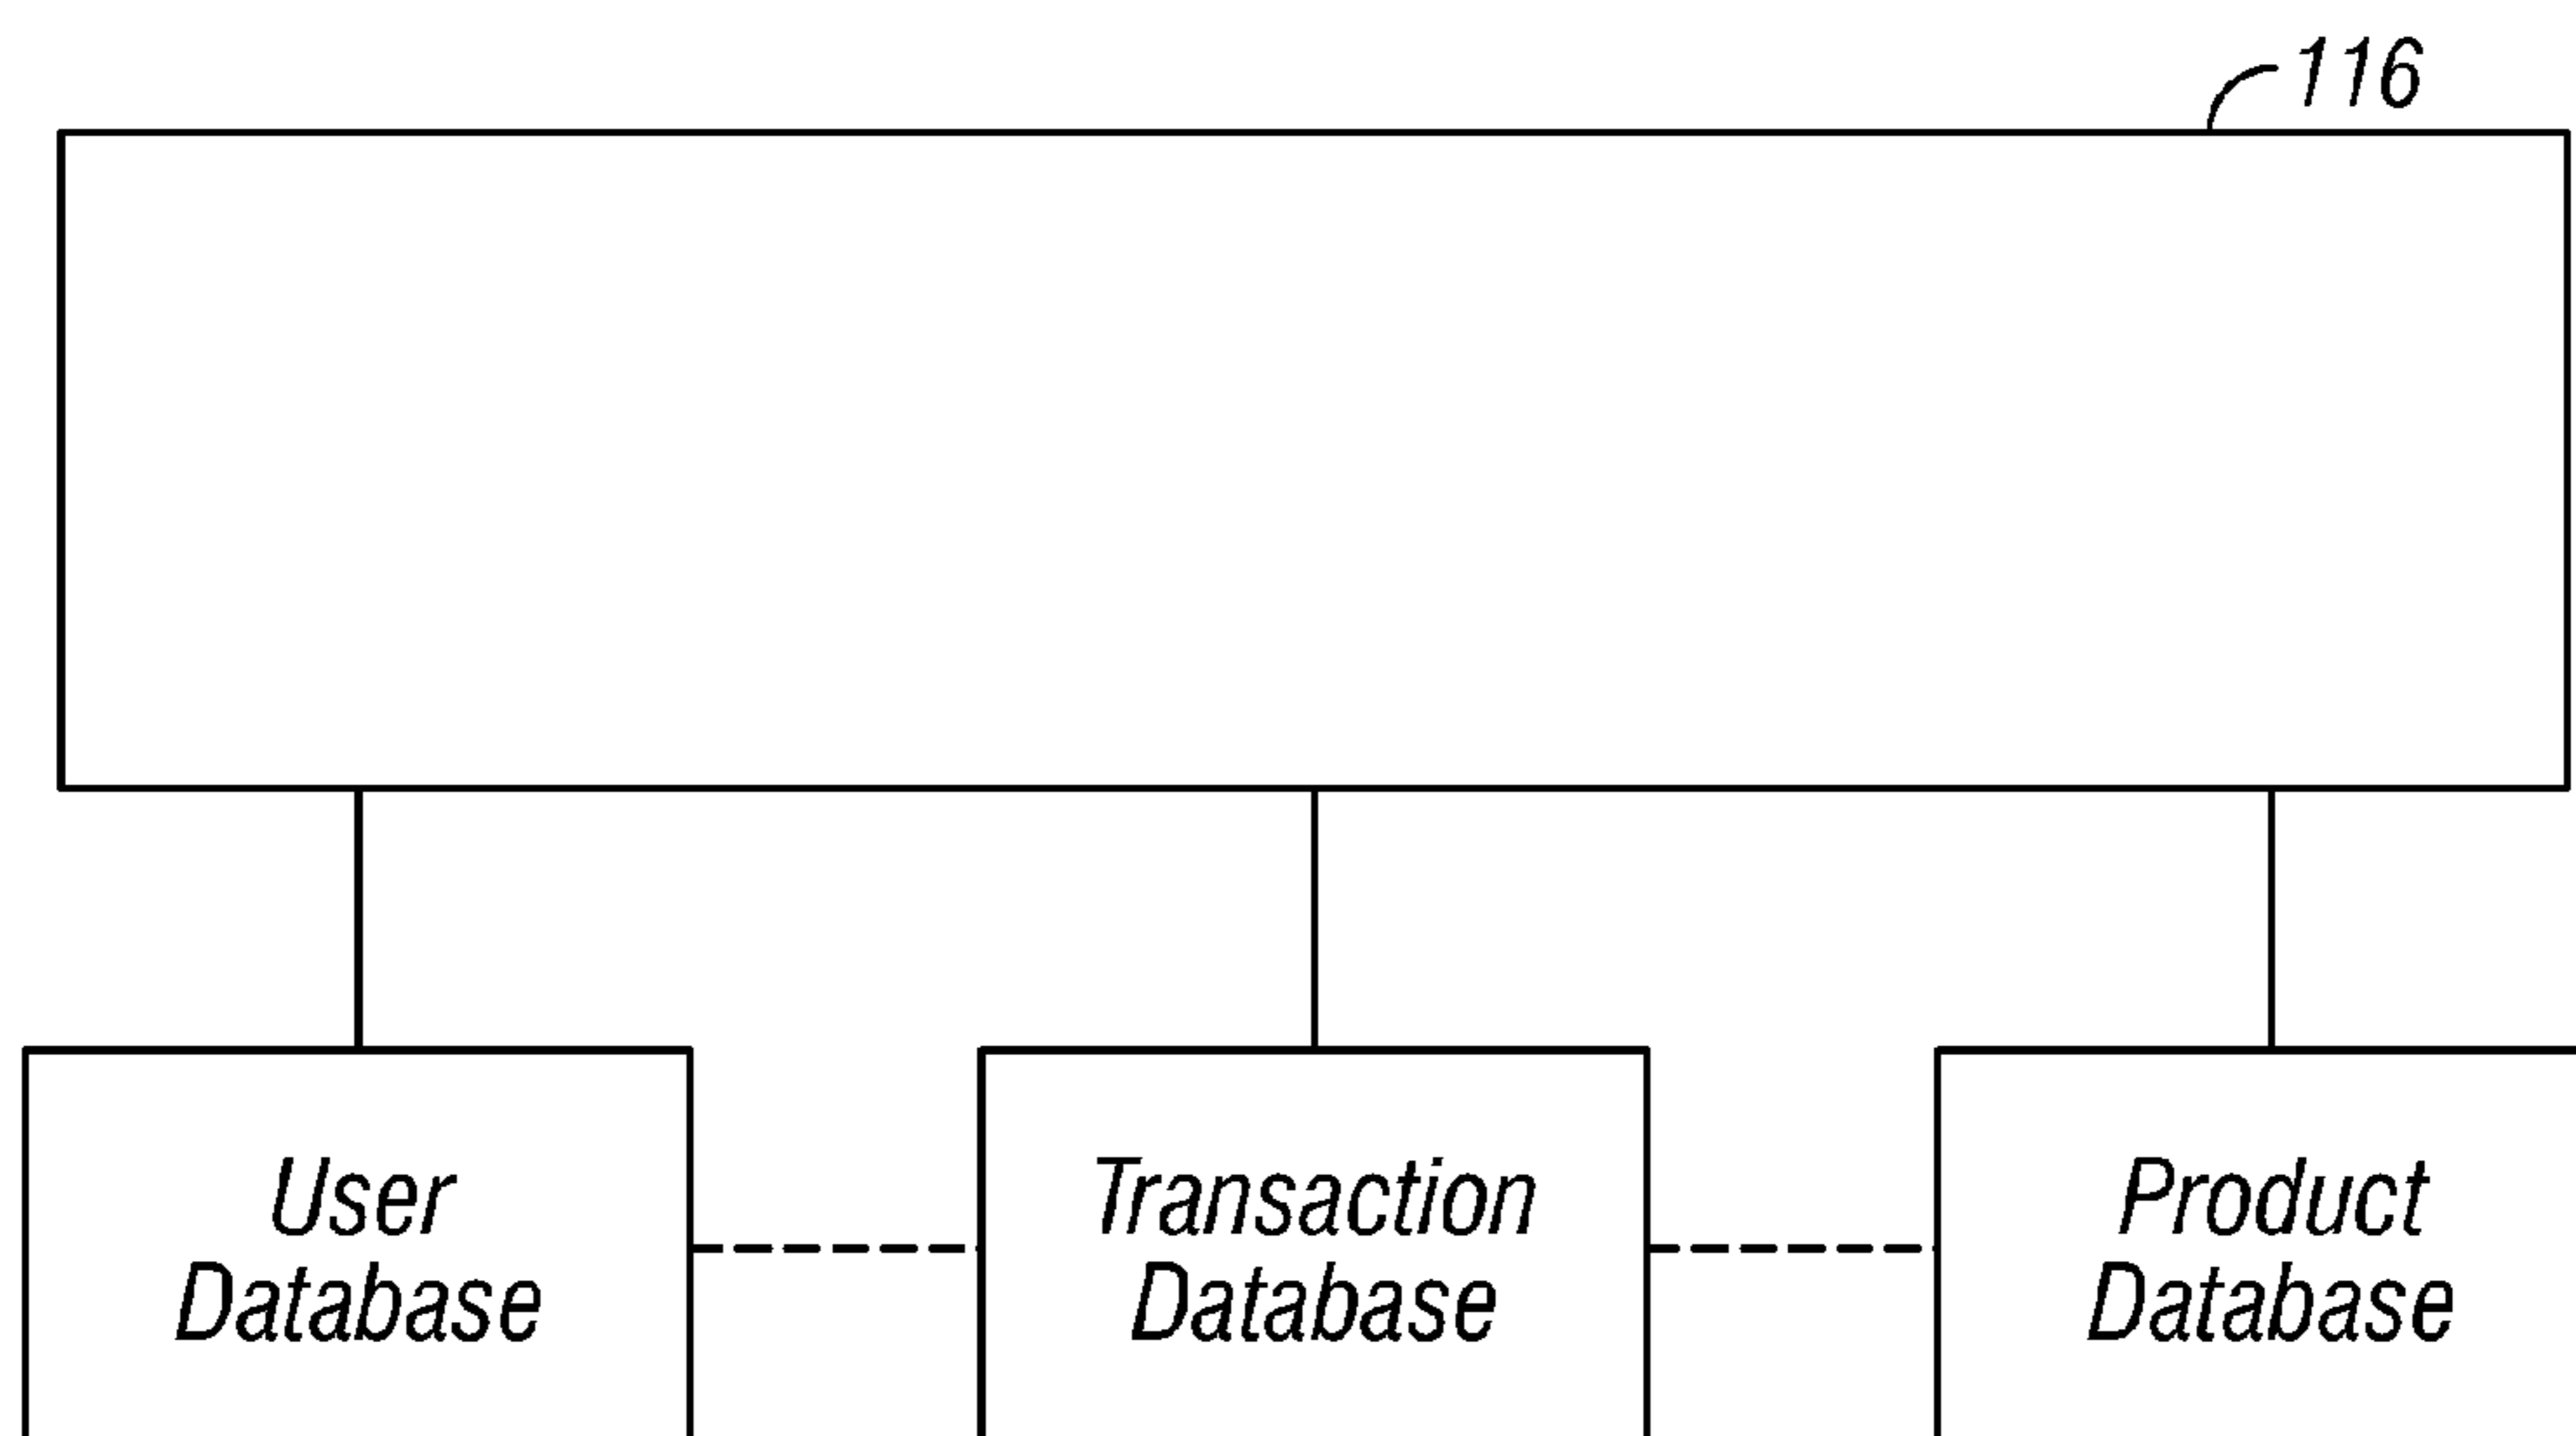 116
User
Database
Transaction
Database
Product
Database